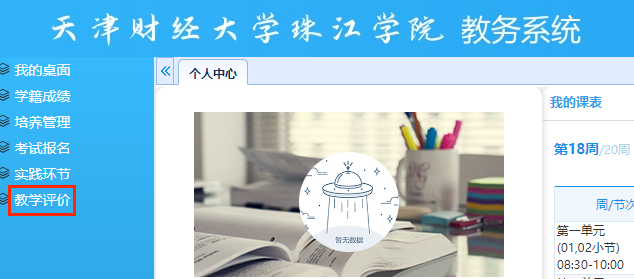 天津财经大学珠江学院 教务系统
我的桌面
学籍成绩
培养管理
考试报名
实践环节
教学评价
个人中心
暂无数据
我的课表
第18周/20周
周/节次
第一单元
(01,02小节)
08:30-10:00